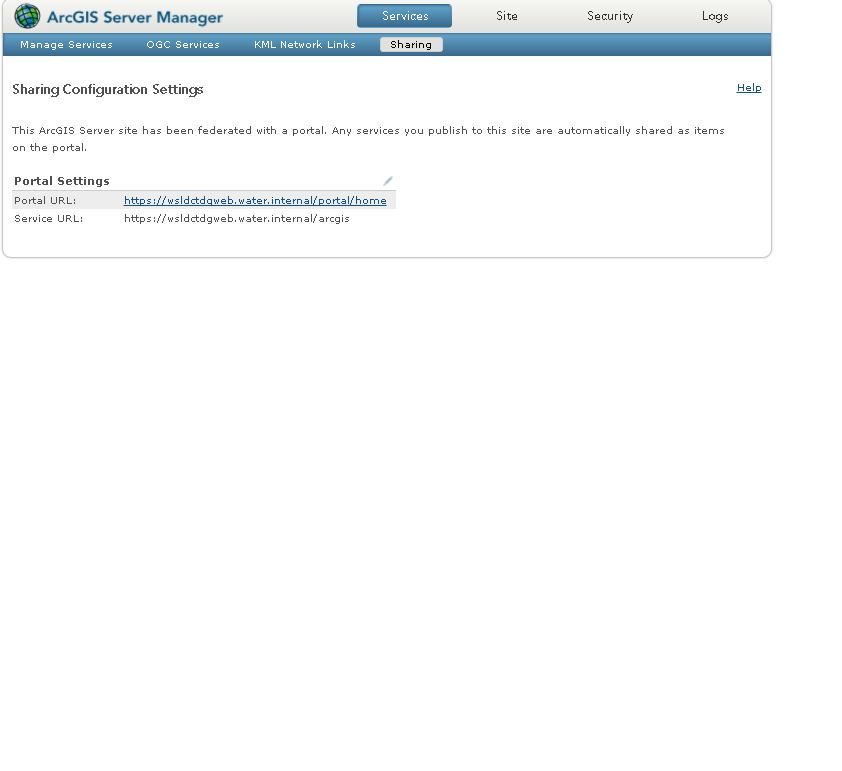 ArcGIS Server Manager
Services Site Security Logs
Manage Services OGC Services KML Network Links Sharing
Sharing Configuration Settings Help
This ArcGIS Server site has been federated with a portal. Any services you publish to this site are automatically shared as items
on the portal.
Portal Settings
Portal URL: https://wsldctdgweb.water.internal/portal/home
Service URL: https://wsldctdgweb.water.internal/arcgis